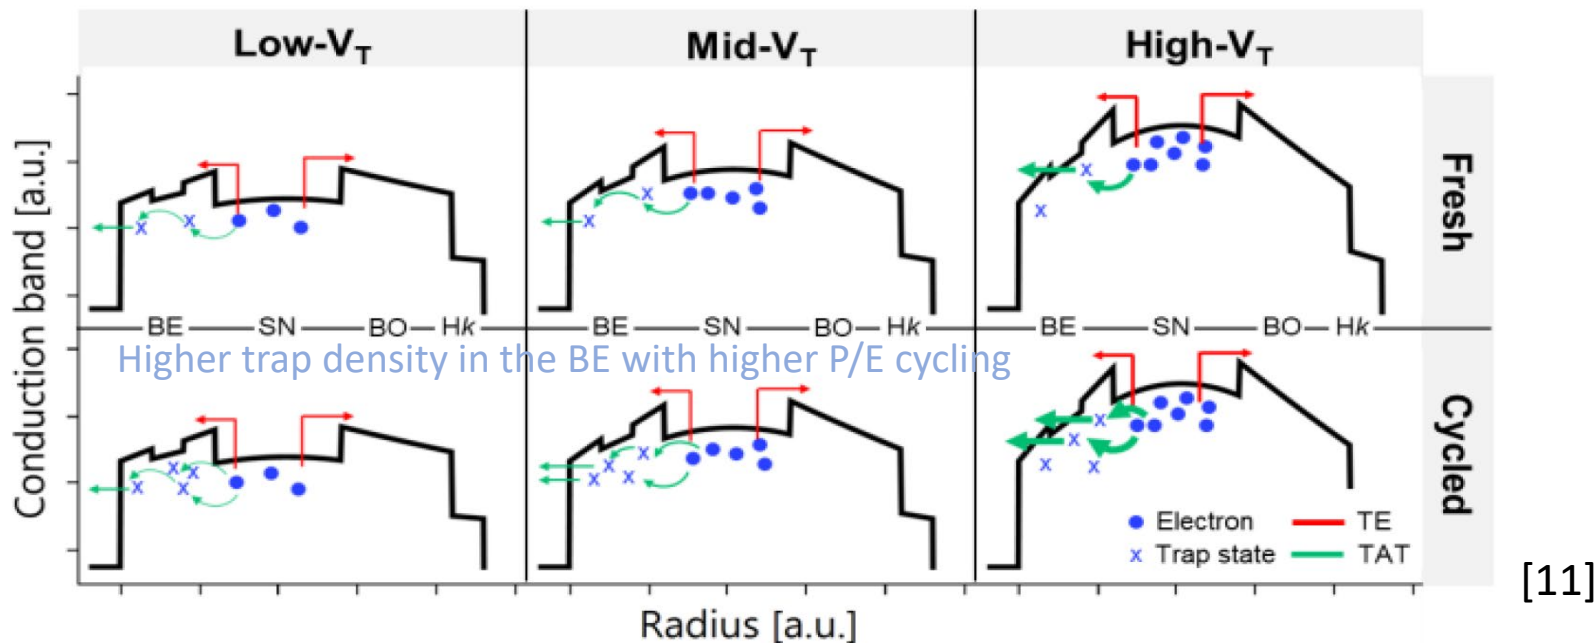 Low-VT
Mid-VT
High-VT
Fresh
Conduction band [a.u.]
BE SN BO Hk BE SN BO Hk BE SN BO Hk
Higher trap density in the BE with higher P/E cycling
Cycled
x x x x x x
x x x x x x x x x x x x
Electron TE
x Trap state TAT
[11]
Radius [a.u.]